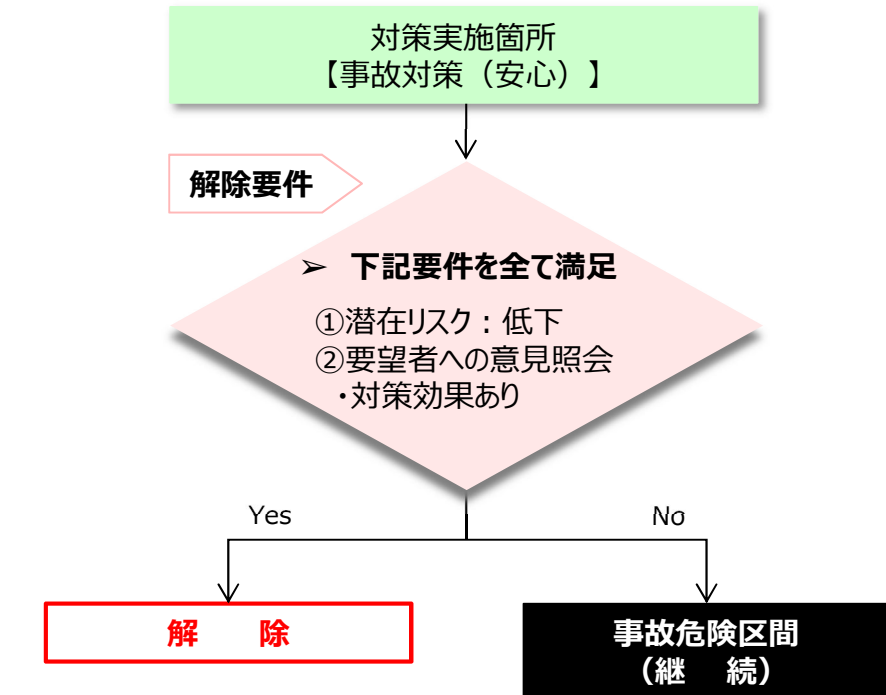 対策実施箇所
【事故対策（安心）】
解除要件
➢ 下記要件を全て満足
①潜在リスク：低下
②要望者への意見照会
・対策効果あり
Yes
No
解　除
事故危険区間
（継　続）